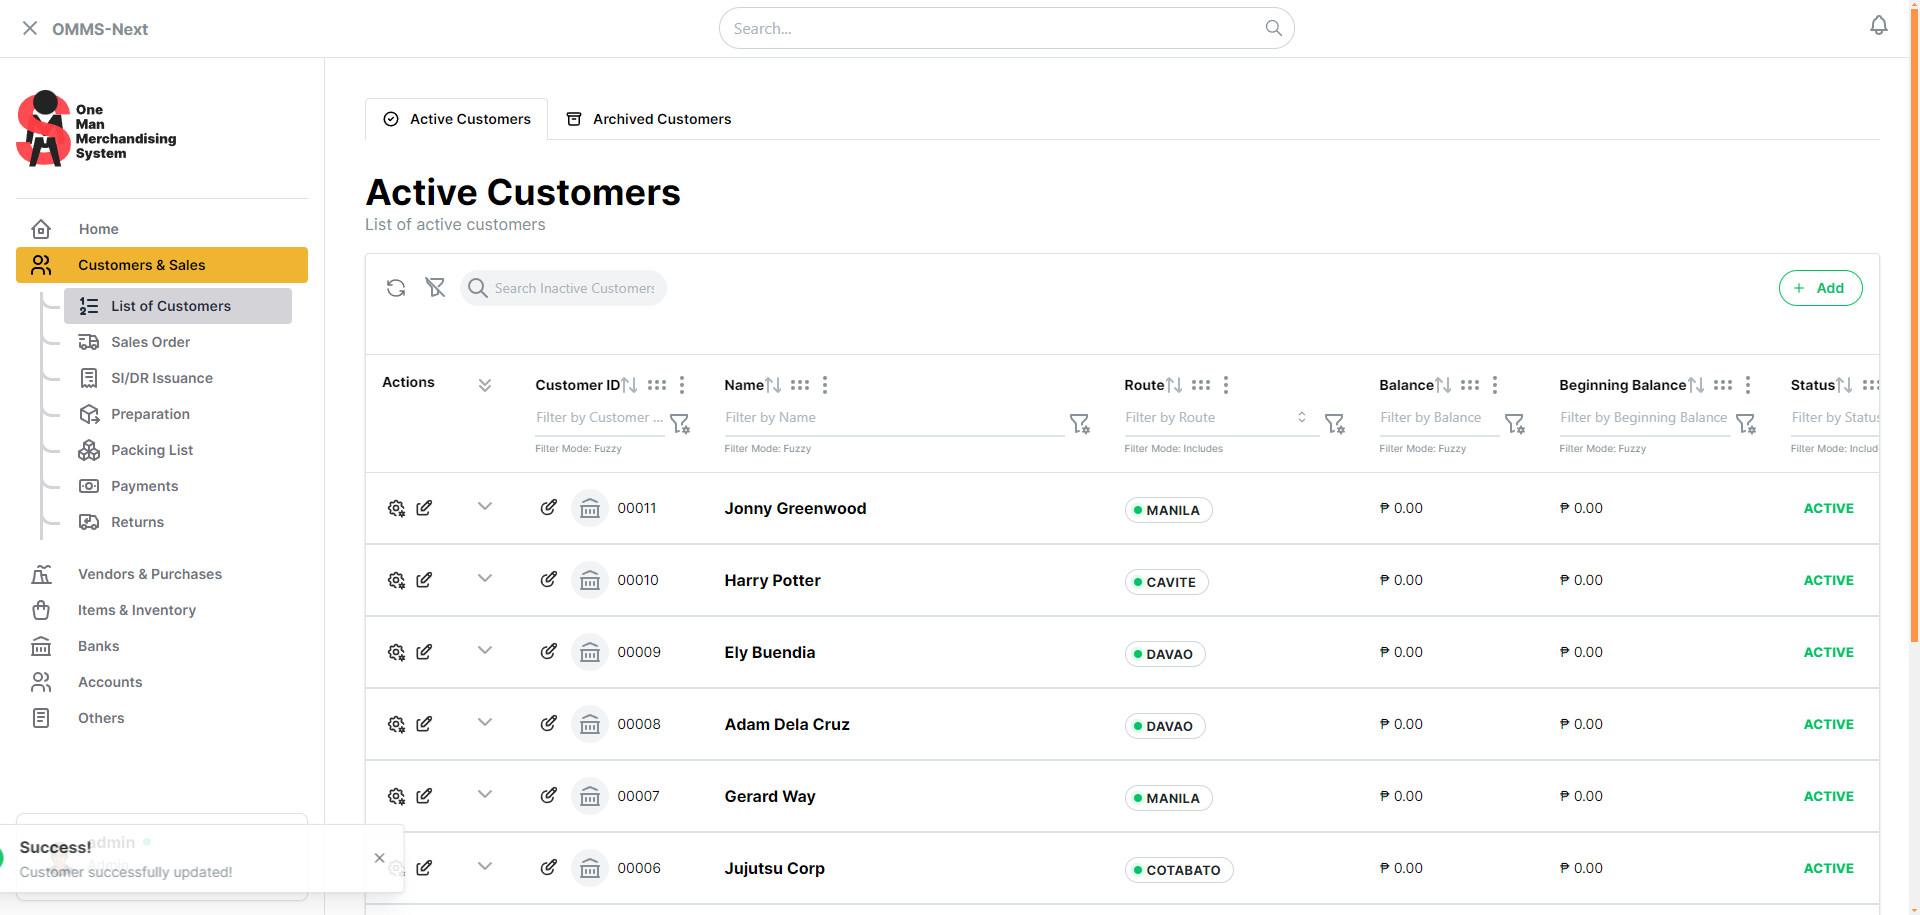 OMMS-Next
Search...
One
Man
Merchandising
System
Home
Customers & Sales
List of Customers
Sales Order
SI/DR Issuance
Preparation
Packing List
Payments
Returns
Vendors & Purchases
Items & Inventory
Banks
Accounts
Others
admin
Admin
Success!
Customer successfully updated!
Active Customers
Archived Customers
Active Customers
List of active customers
Search Inactive Customers
Add
Actions
Customer ID
Name
Route
Balance
Beginning Balance
Status
Filter by Customer ...
Filter by Name
Filter by Route
Filter by Balance
Filter by Beginning Balance
Filter by Statu
Filter Mode: Fuzzy
Filter Mode: Fuzzy
Filter Mode: Includes
Filter Mode: Fuzzy
Filter Mode: Fuzzy
Filter Mode: Includ
00011 Jonny Greenwood MANILA ₱ 0.00 ₱ 0.00 ACTIVE
00010 Harry Potter CAVITE ₱ 0.00 ₱ 0.00 ACTIVE
00009 Ely Buendia DAVAO ₱ 0.00 ₱ 0.00 ACTIVE
00008 Adam Dela Cruz DAVAO ₱ 0.00 ₱ 0.00 ACTIVE
00007 Gerard Way MANILA ₱ 0.00 ₱ 0.00 ACTIVE
00006 Jujutsu Corp COTABATO ₱ 0.00 ₱ 0.00 ACTIVE